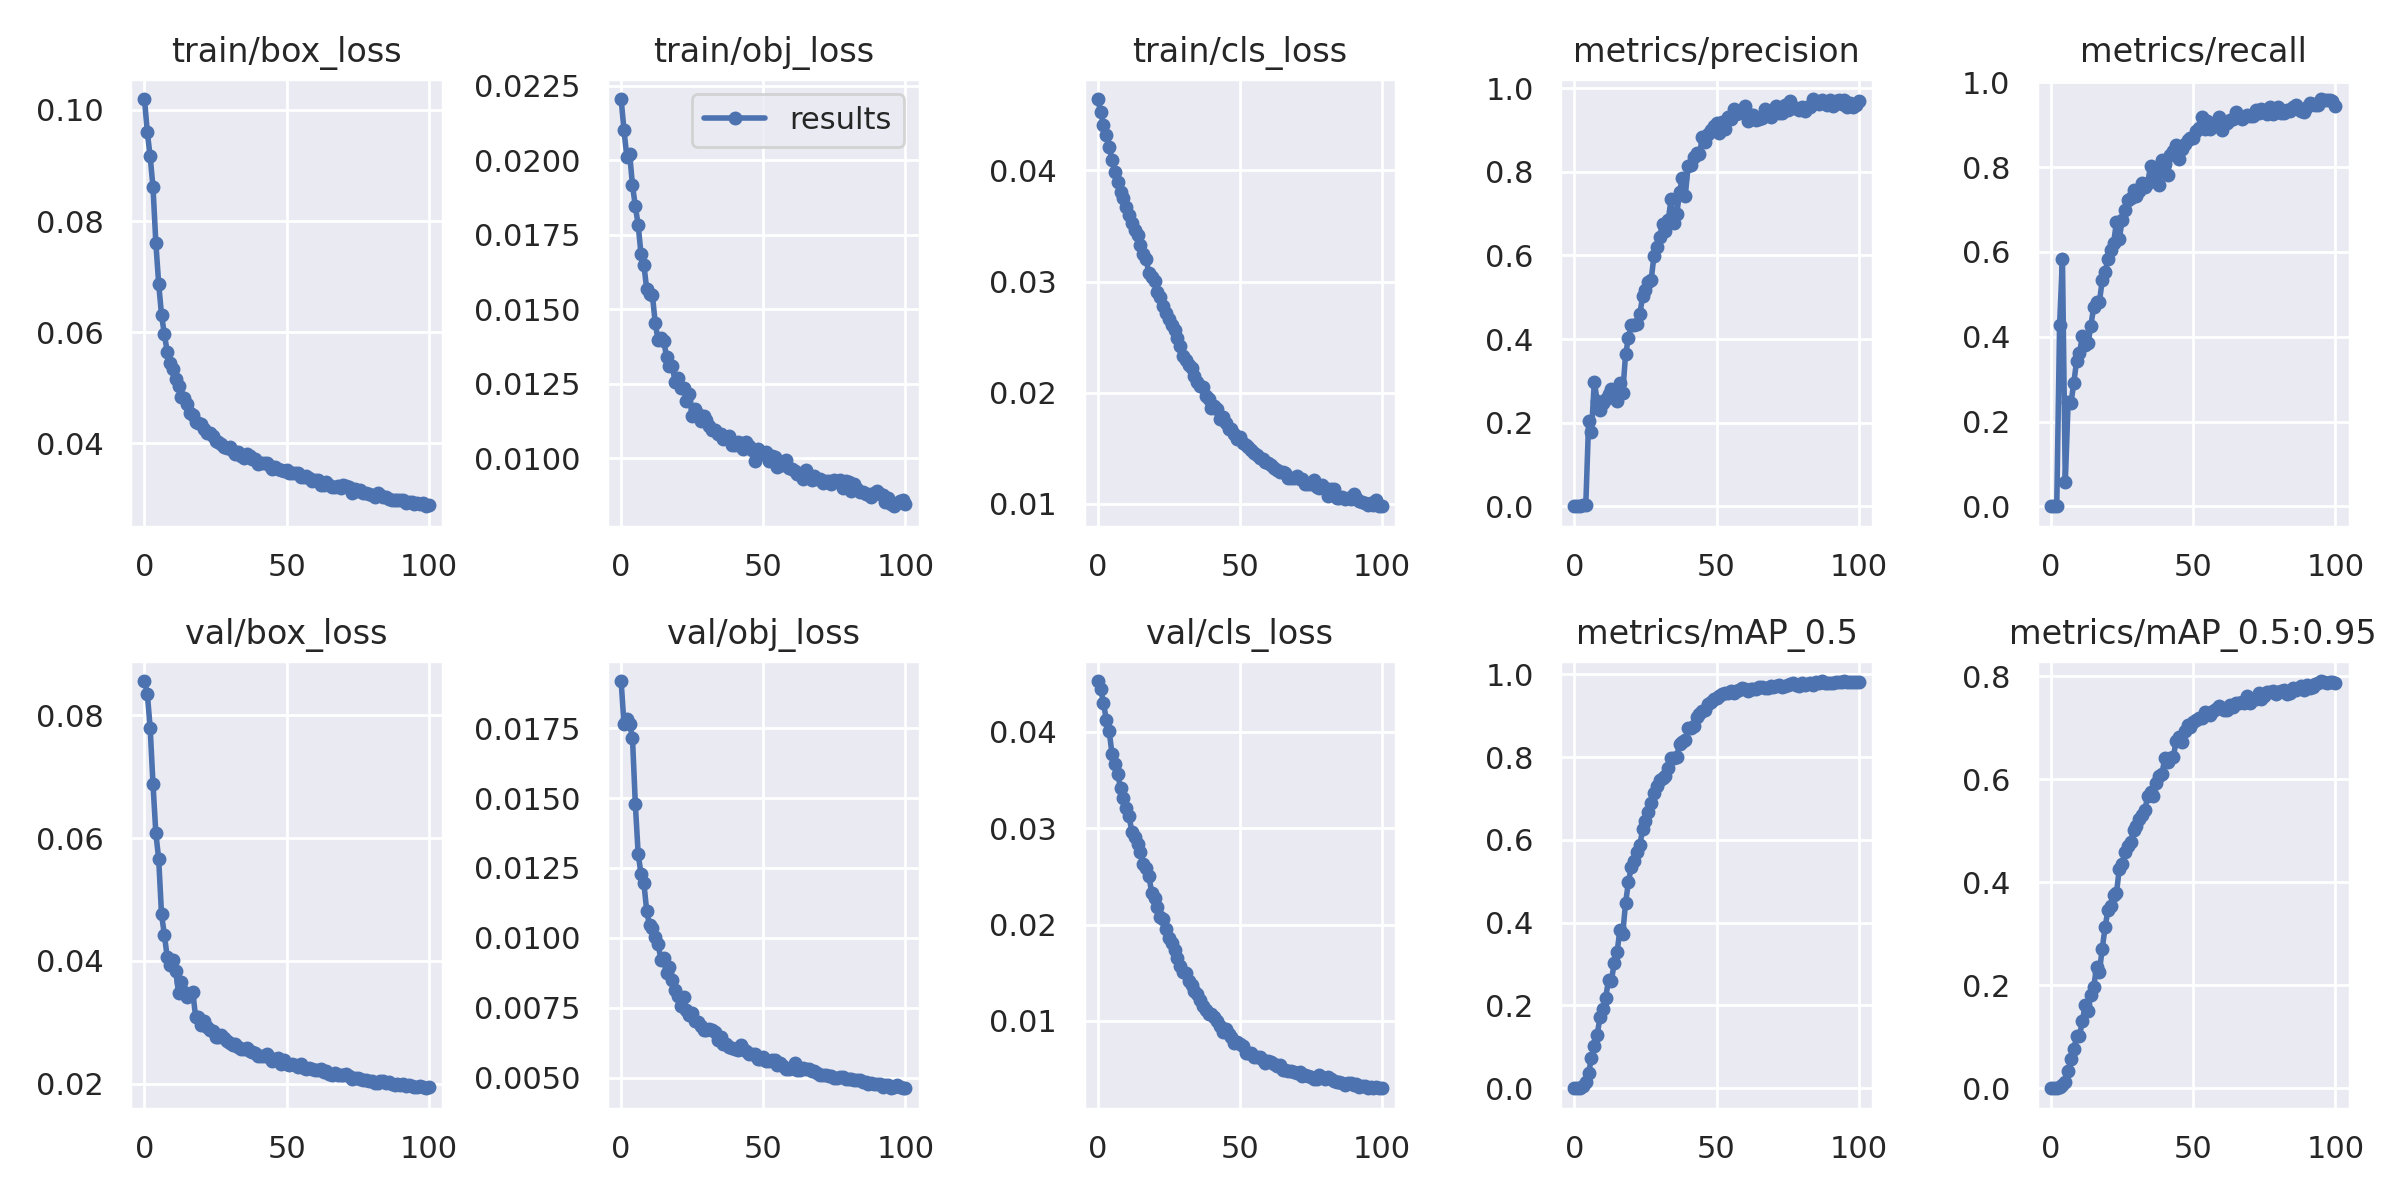 train/box_loss
0.10
0.08
0.06
0.04
0 50 100
train/obj_loss
results
0.0225
0.0200
0.0175
0.0150
0.0125
0.0100
0 50 100
train/cls_loss
0.04
0.03
0.02
0.01
0 50 100
metrics/precision
1.0
0.8
0.6
0.4
0.2
0.0
0 50 100
metrics/recall
1.0
0.8
0.6
0.4
0.2
0.0
0 50 100
val/box_loss
0.08
0.06
0.04
0.02
0 50 100
val/obj_loss
0.0175
0.0150
0.0125
0.0100
0.0075
0.0050
0 50 100
val/cls_loss
0.04
0.03
0.02
0.01
0 50 100
metrics/mAP_0.5
1.0
0.8
0.6
0.4
0.2
0.0
0 50 100
metrics/mAP_0.5:0.95
0.8
0.6
0.4
0.2
0.0
0 50 100